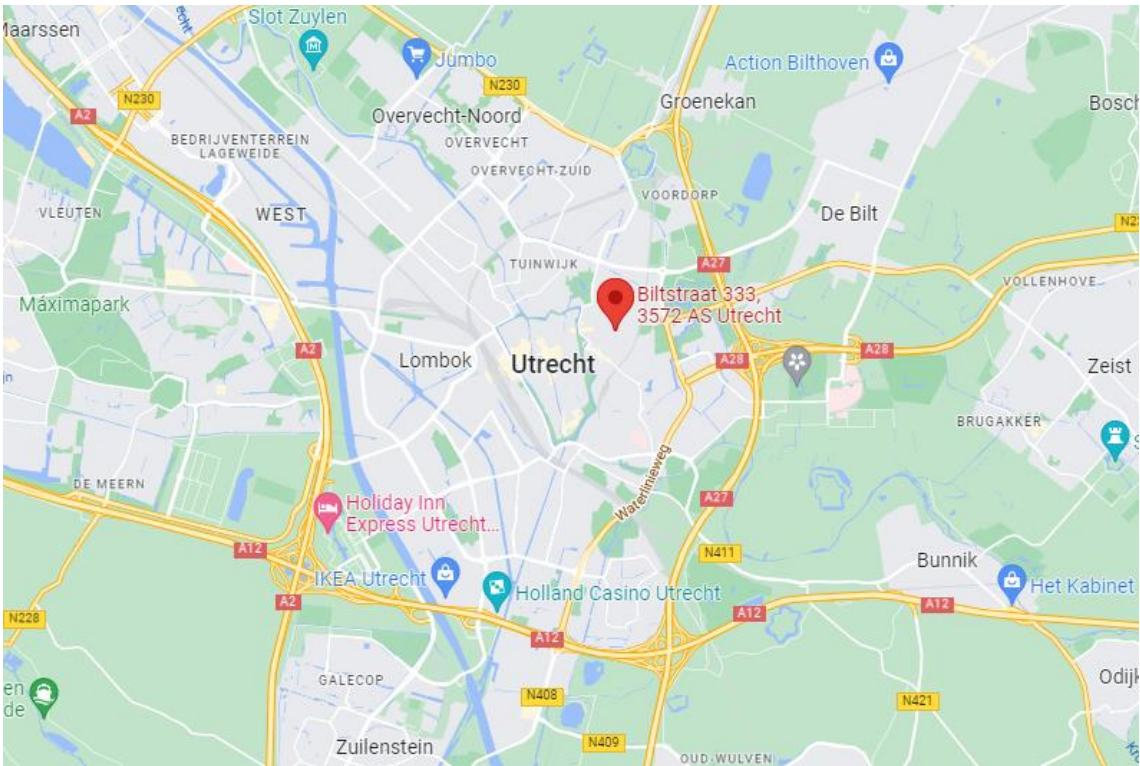 Maarssen
Slot Zuylen
Jumbo
Action Bilthoven
N230
N230
A2
Groenekan
Bosch
Overvecht-Noord
BEDRIJVENTERREIN
LAGEWEIDE
OVERVECHT
OVERVECHT-ZUID
VOORDORP
VLEUTEN
WEST
De Bilt
TUINWIJK
A27
VOLLENHOVE
Máximapark
Biltstraat 333,
3572 AS Utrecht
A2
Lombok
Utrecht
A28
A28
Zeist
BRUGAKKER
S
DE MEERN
Waterlinieweg
A27
Holiday Inn
Express Utrecht...
A12
N411
Bunnik
IKEA Utrecht
Holland Casino Utrecht
Het Kabinet
A2
A12
A12
N228
A12
GALECOP
N408
N421
Odijk
en
de
Zuilenstein
N409
OUD-WULVEN